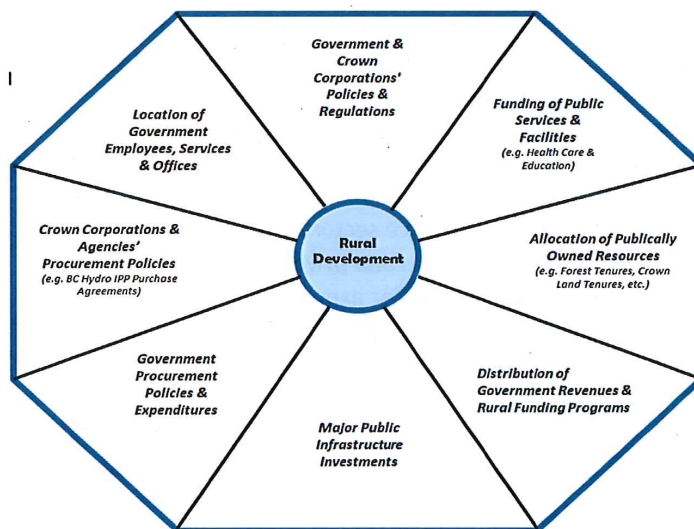 Government &
Crown
Corporations'
Policies &
Regulations
Funding of Public
Services &
Facilities
(e.g. Health Care &
Education)
Allocation of Publically
Owned Resources
(e.g. Forest Tenures, Crown
Land Tenures, etc.)
Distribution of
Government Revenues &
Rural Funding Programs
Major Public
Infrastructure
Investments
Government
Procurement
Policies &
Expenditures
Crown Corporations &
Agencies'
Procurement Policies
(e.g. BC Hydro IPP Purchase
Agreements)
Location of
Government
Employees, Services
& Offices
Rural
Development